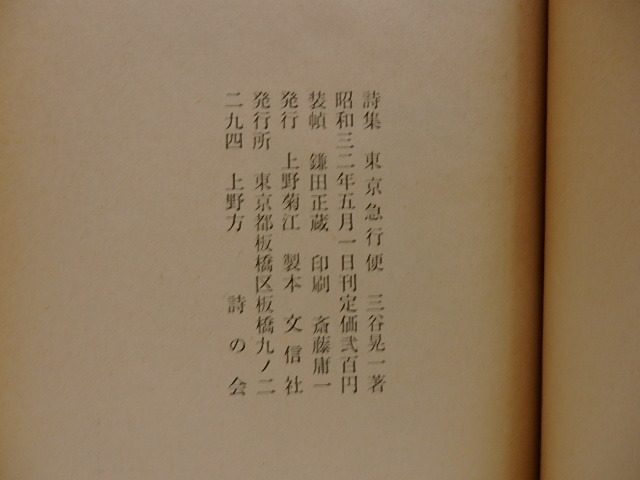 詩集　東京急行便　三谷晃一著
昭和三二年五月一日刊定価弐百円
装幀　鎌田正蔵　印刷　斎藤庸一
発行　上野菊江　製本　文信社
発行所　東京都板橋区板橋九ノ二
二九四　上野方　詩の会